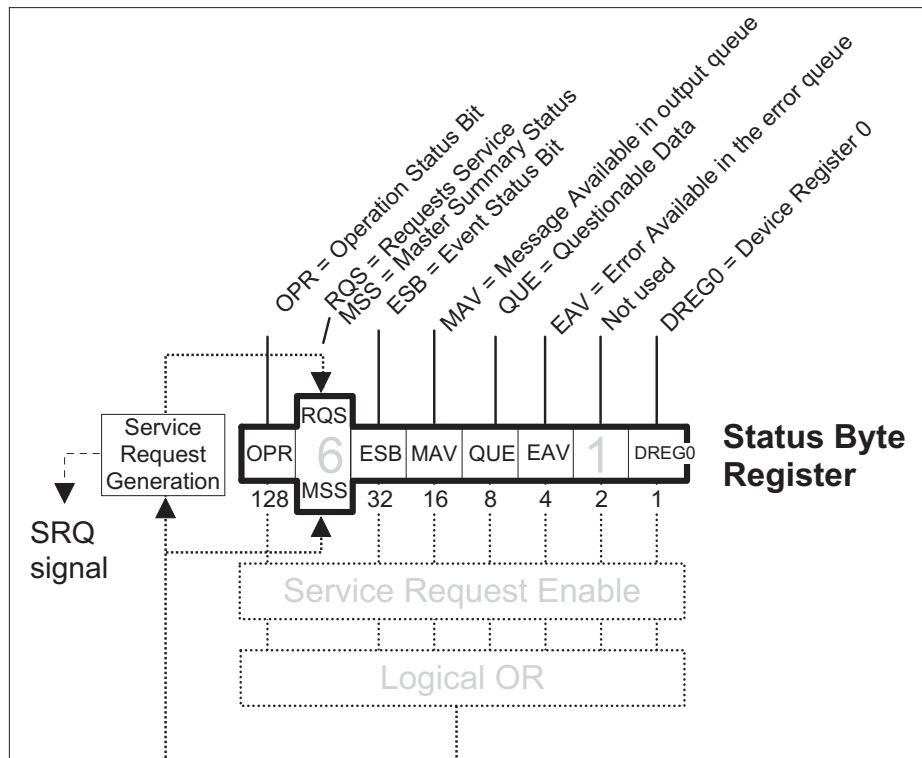 OPR = Operation Status Bit
RQS = Requests Service
MSS = Master Summary Status
ESB = Event Status Bit
MAV = Message Available in output queue
QUE = Questionable Data
EAV = Error Available in the error queue
Not used
DREG0 = Device Register 0
Service
Request
Generation
SRQ
signal
OPR
RQS
6
MSS
ESB
MAV
QUE
EAV
1
DREG0
128
32
16
8
4
2
1
Status Byte
Register
Service Request Enable
Logical OR